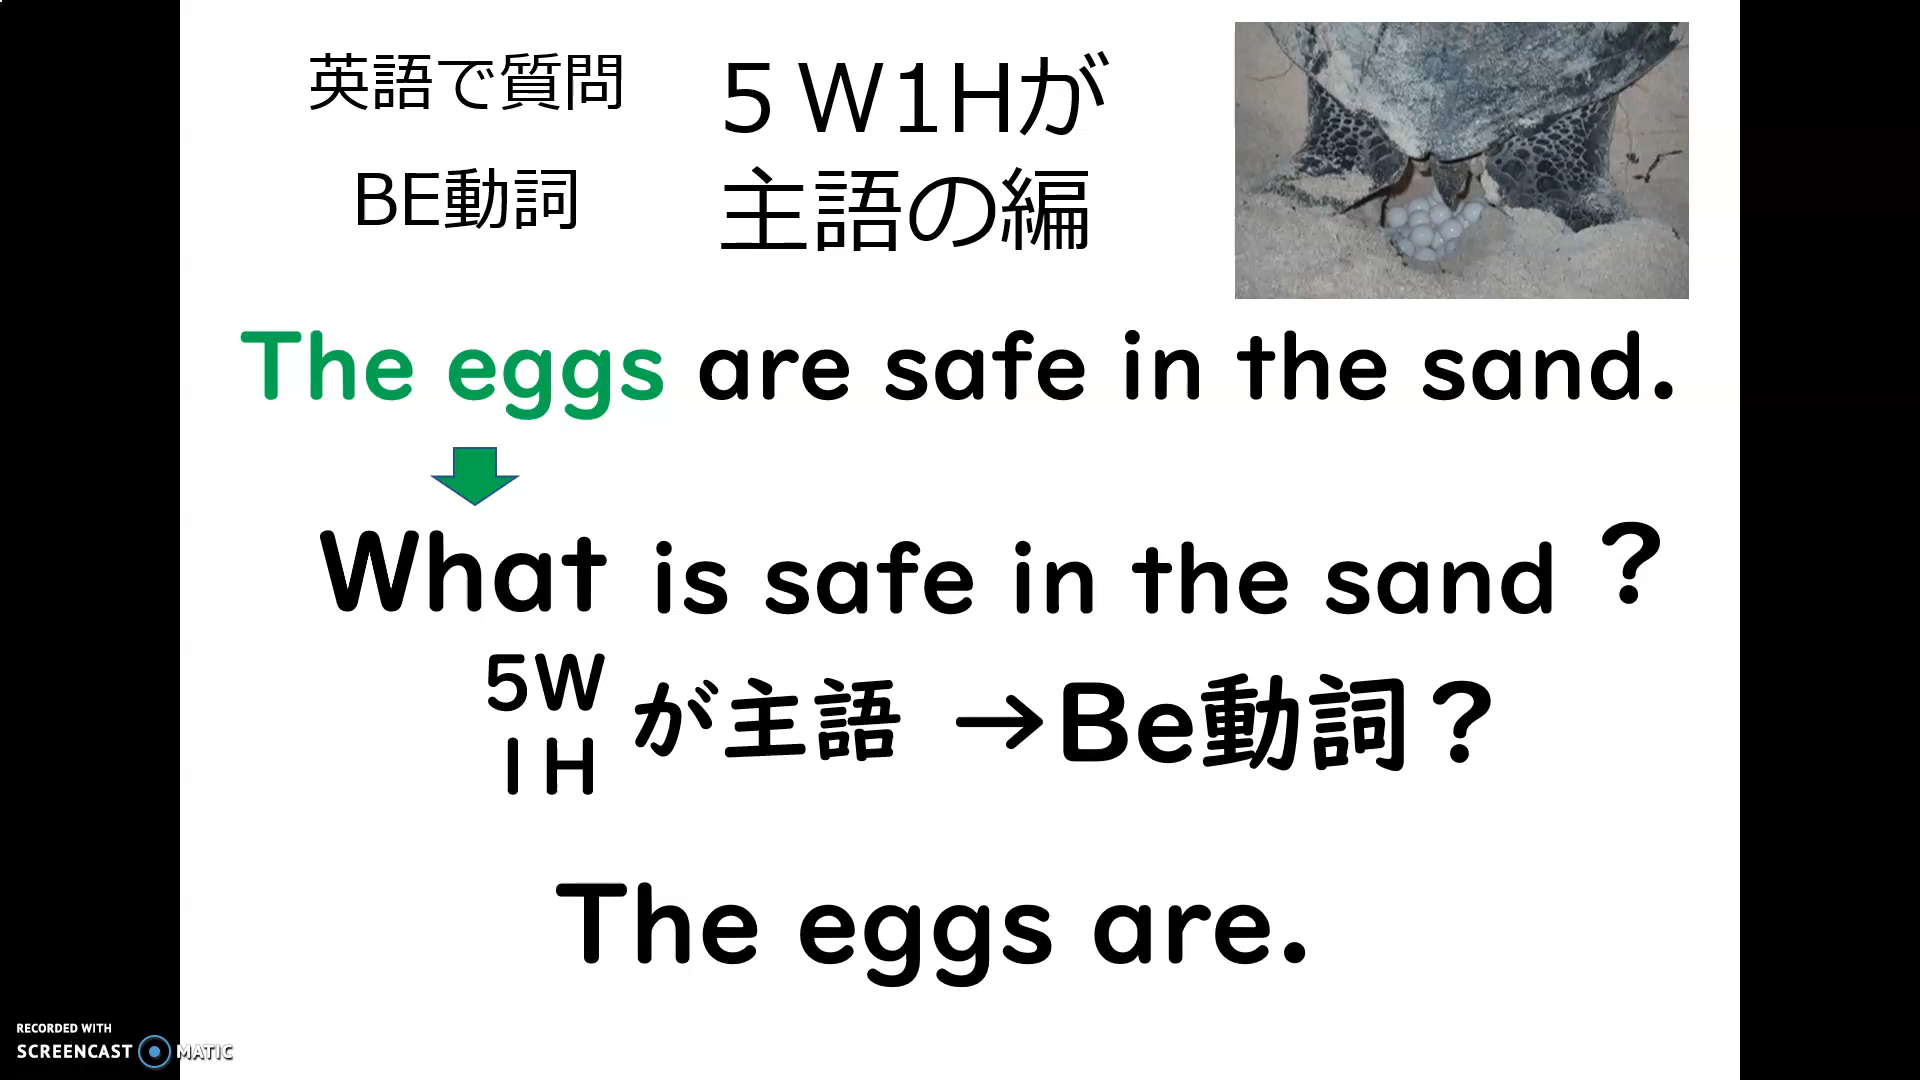 英語で質問
BE動詞
５W1Hが
主語の編
The eggs are safe in the sand.
What is safe in the sand ？
5W
1H
が主語 →Be動詞？
The eggs are.
RECORDED WITH
SCREENCAST MATIC